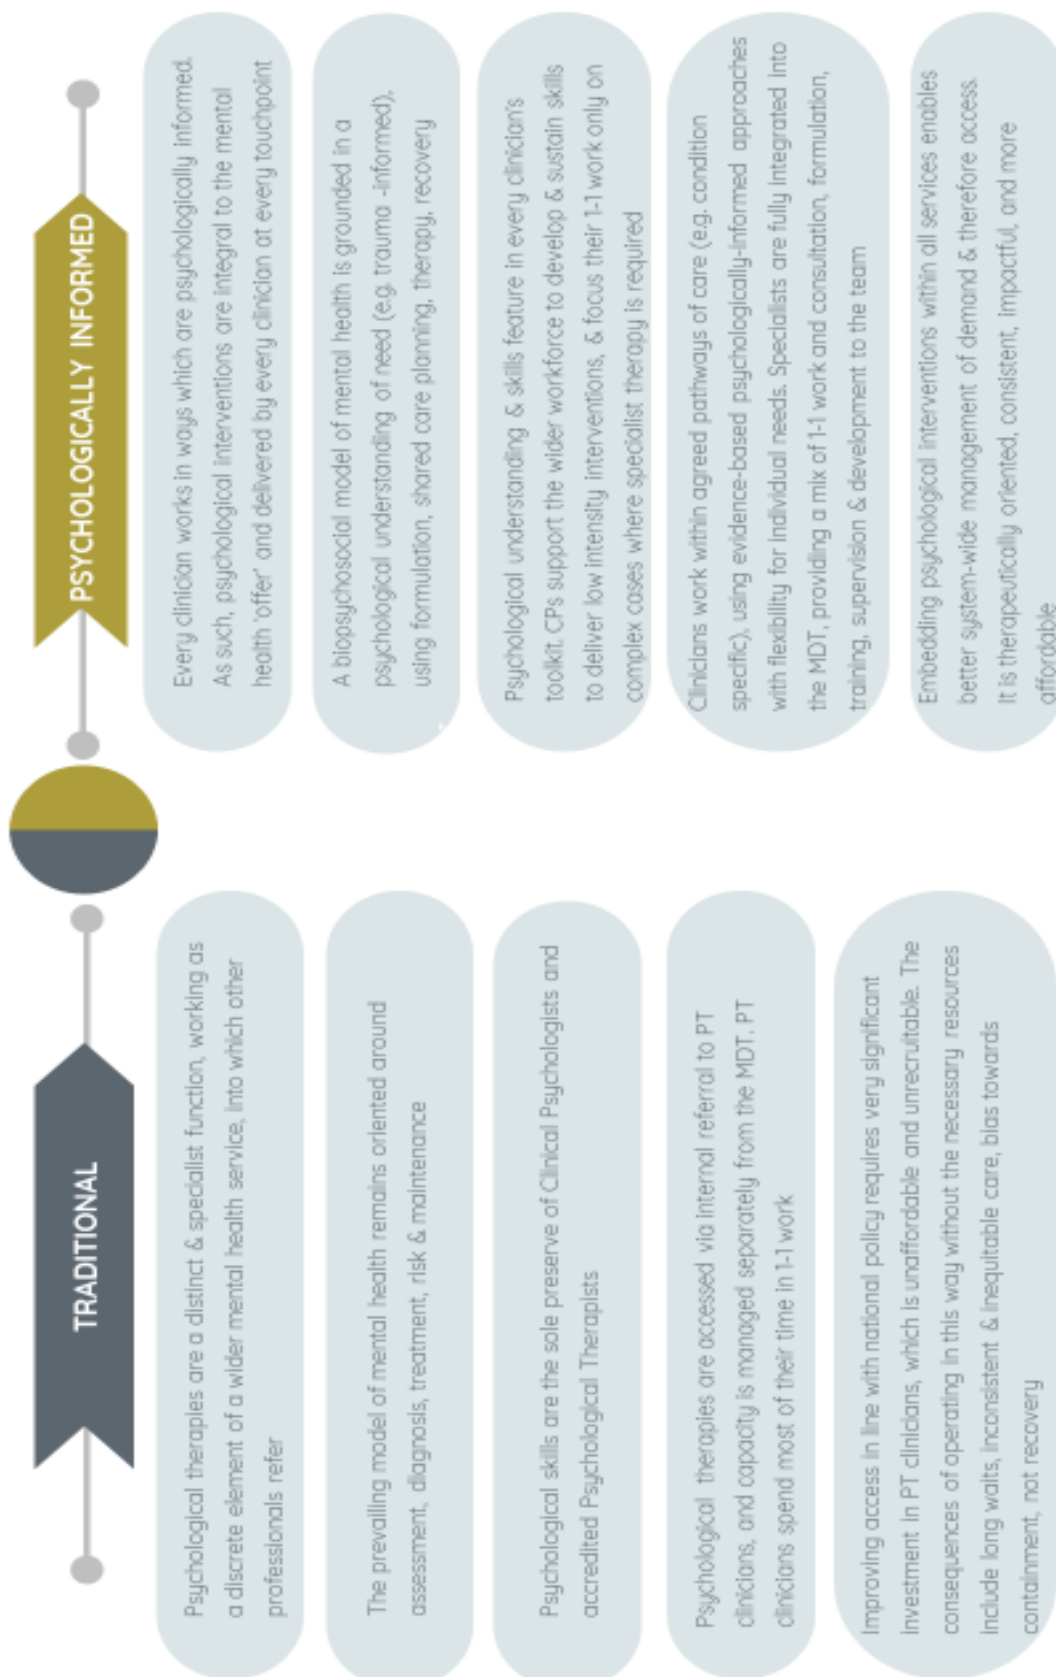 TRADITIONAL
Psychological therapies are a distinct & specialist function, working as
a discrete element of a wider mental health service, into which other
professionals refer
The prevailing model of mental health remains oriented around
assessment, diagnosis, treatment, risk & maintenance
Psychological skills are the sole preserve of Clinical Psychologists and
accredited Psychological Therapists
Psychological therapies are accessed via internal referral to PT
clinicians, and capacity is managed separately from the MDT. PT
clinicians spend most of their time in 1-1 work
Improving access in line with national policy requires very significant
investment in PT clinicians, which is unaffordable and unrecruitable. The
consequences of operating in this way without the necessary resources
include long waits, inconsistent & inequitable care, bias towards
containment, not recovery
PSYCHOLOGICALLY INFORMED
Every clinician works in ways which are psychologically informed.
As such, psychological interventions are integral to the mental
health 'offer' and delivered by every clinician at every touchpoint
A biopsychosocial model of mental health is grounded in a
psychological understanding of need (e.g. trauma -informed),
using formulation, shared care planning, therapy, recovery
Psychological understanding & skills feature in every clinician's
toolkit. CPs support the wider workforce to develop & sustain skills
to deliver low intensity interventions, & focus their 1-1 work only on
complex cases where specialist therapy is required
Clinicians work within agreed pathways of care (e.g. condition
specific), using evidence-based psychologically-informed approaches
with flexibility for individual needs. Specialists are fully integrated into
the MDT, providing a mix of 1-1 work and consultation, formulation,
training, supervision & development to the team
Embedding psychological interventions within all services enables
better system-wide management of demand & therefore access.
It is therapeutically oriented, consistent, impactful, and more
affordable